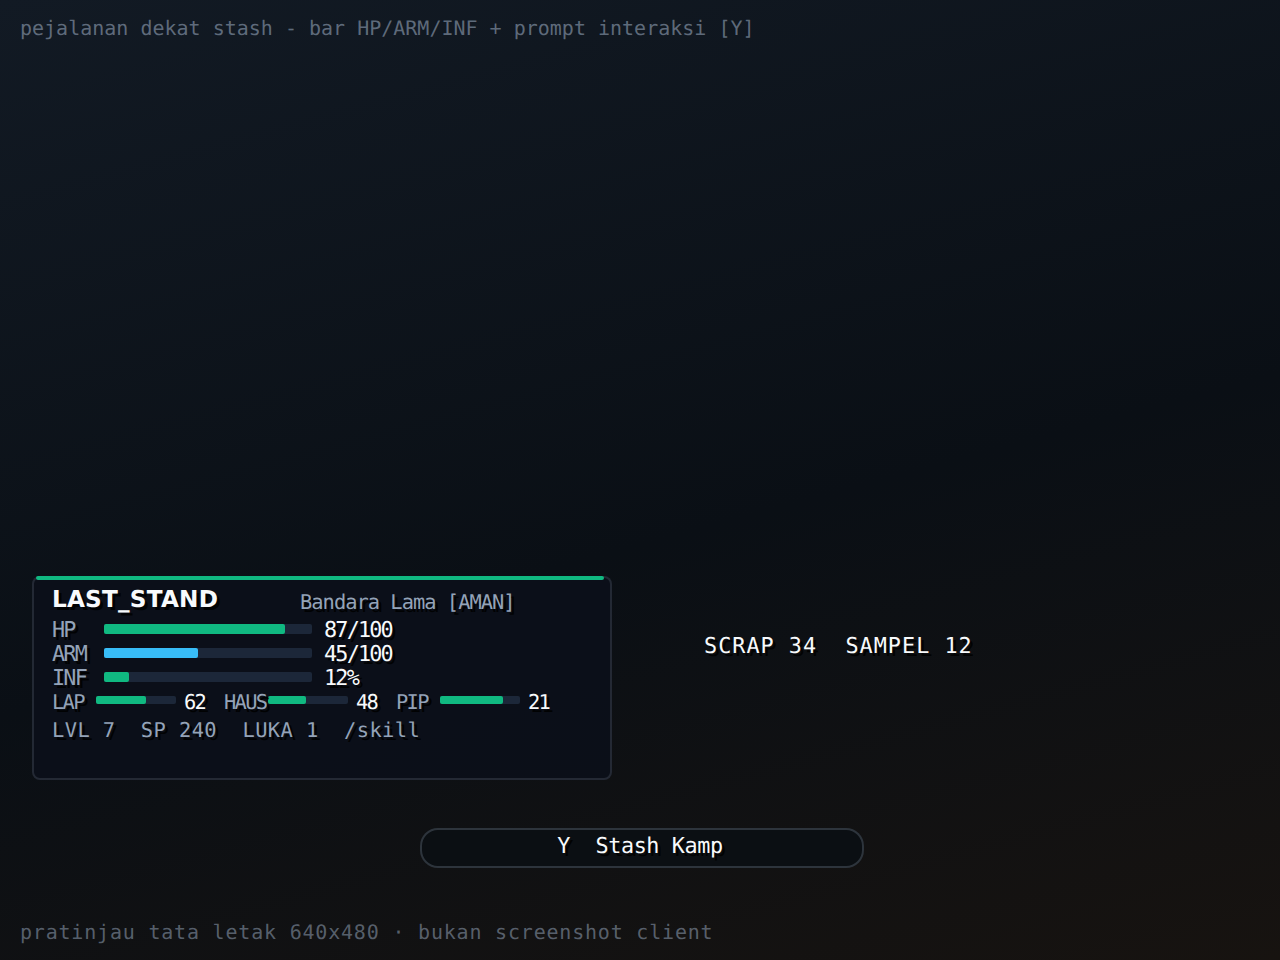 pejalanan dekat stash - bar HP/ARM/INF + prompt interaksi [Y]
LAST_STAND Bandara Lama [AMAN]
HP 87/100
ARM 45/100
INF 12%
LAP 62 HAUS 48 PIP 21
LVL 7 SP 240 LUKA 1 /skill
SCRAP 34 SAMPEL 12
Y Stash Kamp
pratinjau tata letak 640x480 · bukan screenshot client